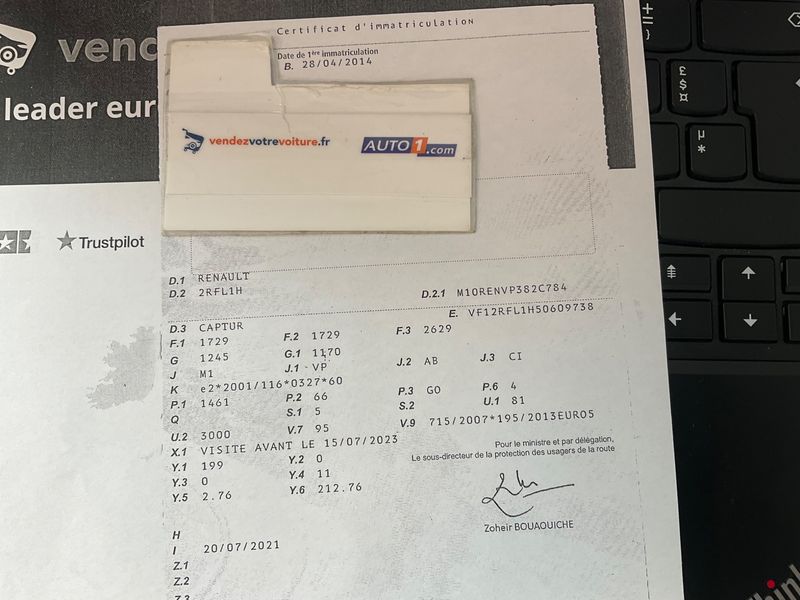 Certificat d'immatriculation
vend
Date de 1ère immatriculation
B. 28/04/2014
leader eur
vendezvotrevoiture.fr AUTO1.com
Trustpilot
D.1 RENAULT
D.2 2RFL1H D.2.1 M10RENVP382C784
E. VF12RFL1H50609738
D.3 CAPTUR
F.1 1729 F.2 1729 F.3 2629
G 1245 G.1 1170
J M1 J.1 VP J.2 AB J.3 CI
K e2*2001/116*0327*60
P.1 1461 P.2 66 P.3 GO P.6 4
Q S.1 5 S.2 U.1 81
U.2 3000 V.7 95 V.9 715/2007*195/2013EURO5
X.1 VISITE AVANT LE 15/07/2023
Y.1 199 Y.2 0
Y.3 0 Y.4 11
Y.5 2.76 Y.6 212.76
Pour le ministre et par délégation,
Le sous-directeur de la protection des usagers de la route
Zoheir BOUAOUICHE
H
I 20/07/2021
Z.1
Z.2
Z.3
+
=
}
£
$
¤
µ
*
Think